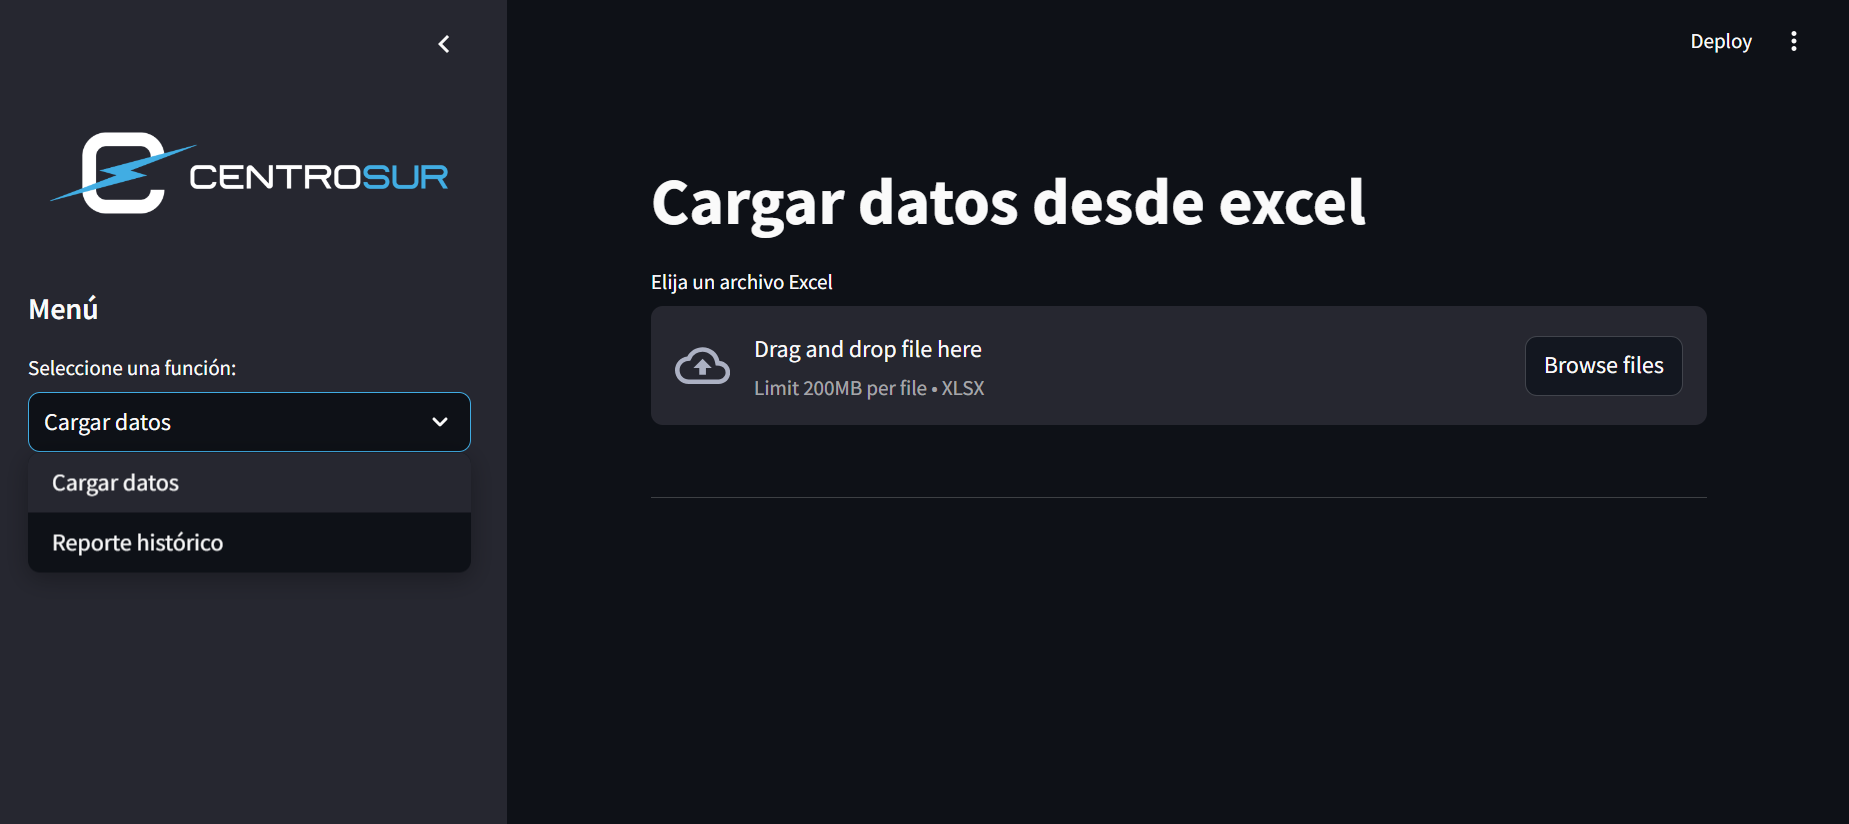 Deploy
CENTROSUR
Menú
Seleccione una función:
Cargar datos
Cargar datos
Reporte histórico
Cargar datos desde excel
Elija un archivo Excel
Drag and drop file here
Limit 200MB per file • XLSX
Browse files